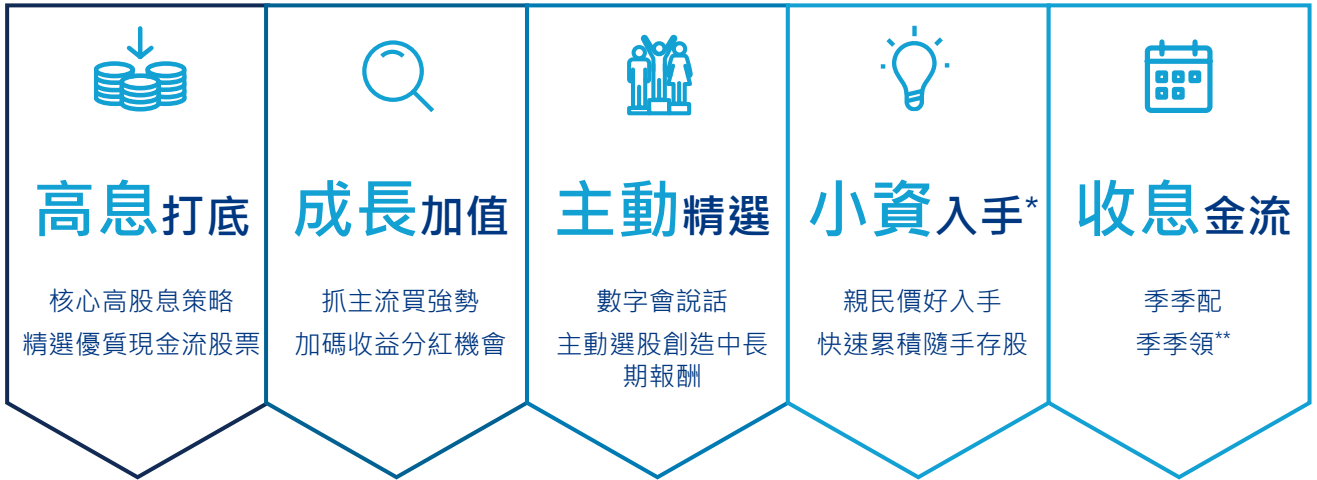 高息打底
核心高股息策略
精選優質現金流股票
成長加值
抓主流買強勢
加碼收益分紅機會
主動精選
數字會說話
主動選股創造中長
期報酬
小資入手*
親民價好入手
快速累積隨手存股
收息金流
季季配
季季領**